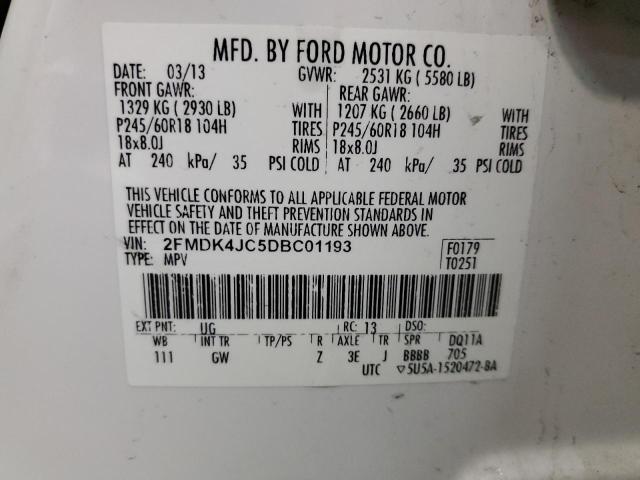 MFD. BY FORD MOTOR CO.
DATE: 03/13 GVWR: 2531 KG ( 5580 LB)
FRONT GAWR: REAR GAWR:
1329 KG ( 2930 LB) WITH 1207 KG ( 2660 LB) WITH
P245/60R18 104H TIRES P245/60R18 104H TIRES
18x8.0J RIMS 18x8.0J RIMS
AT 240 kPa/ 35 PSI COLD AT 240 kPa/ 35 PSI COLD
THIS VEHICLE CONFORMS TO ALL APPLICABLE FEDERAL MOTOR
VEHICLE SAFETY AND THEFT PREVENTION STANDARDS IN
EFFECT ON THE DATE OF MANUFACTURE SHOWN ABOVE.
VIN: 2FMDK4JC5DBC01193 F0179
TYPE: MPV T0251
EXT PNT: UG RC: 13 DSO:
WB INT TR TP/PS R AXLE TR SPR DQ11A
111 GW Z 3E J BBBB 705
UTC ▽5U5A-1520472-BA